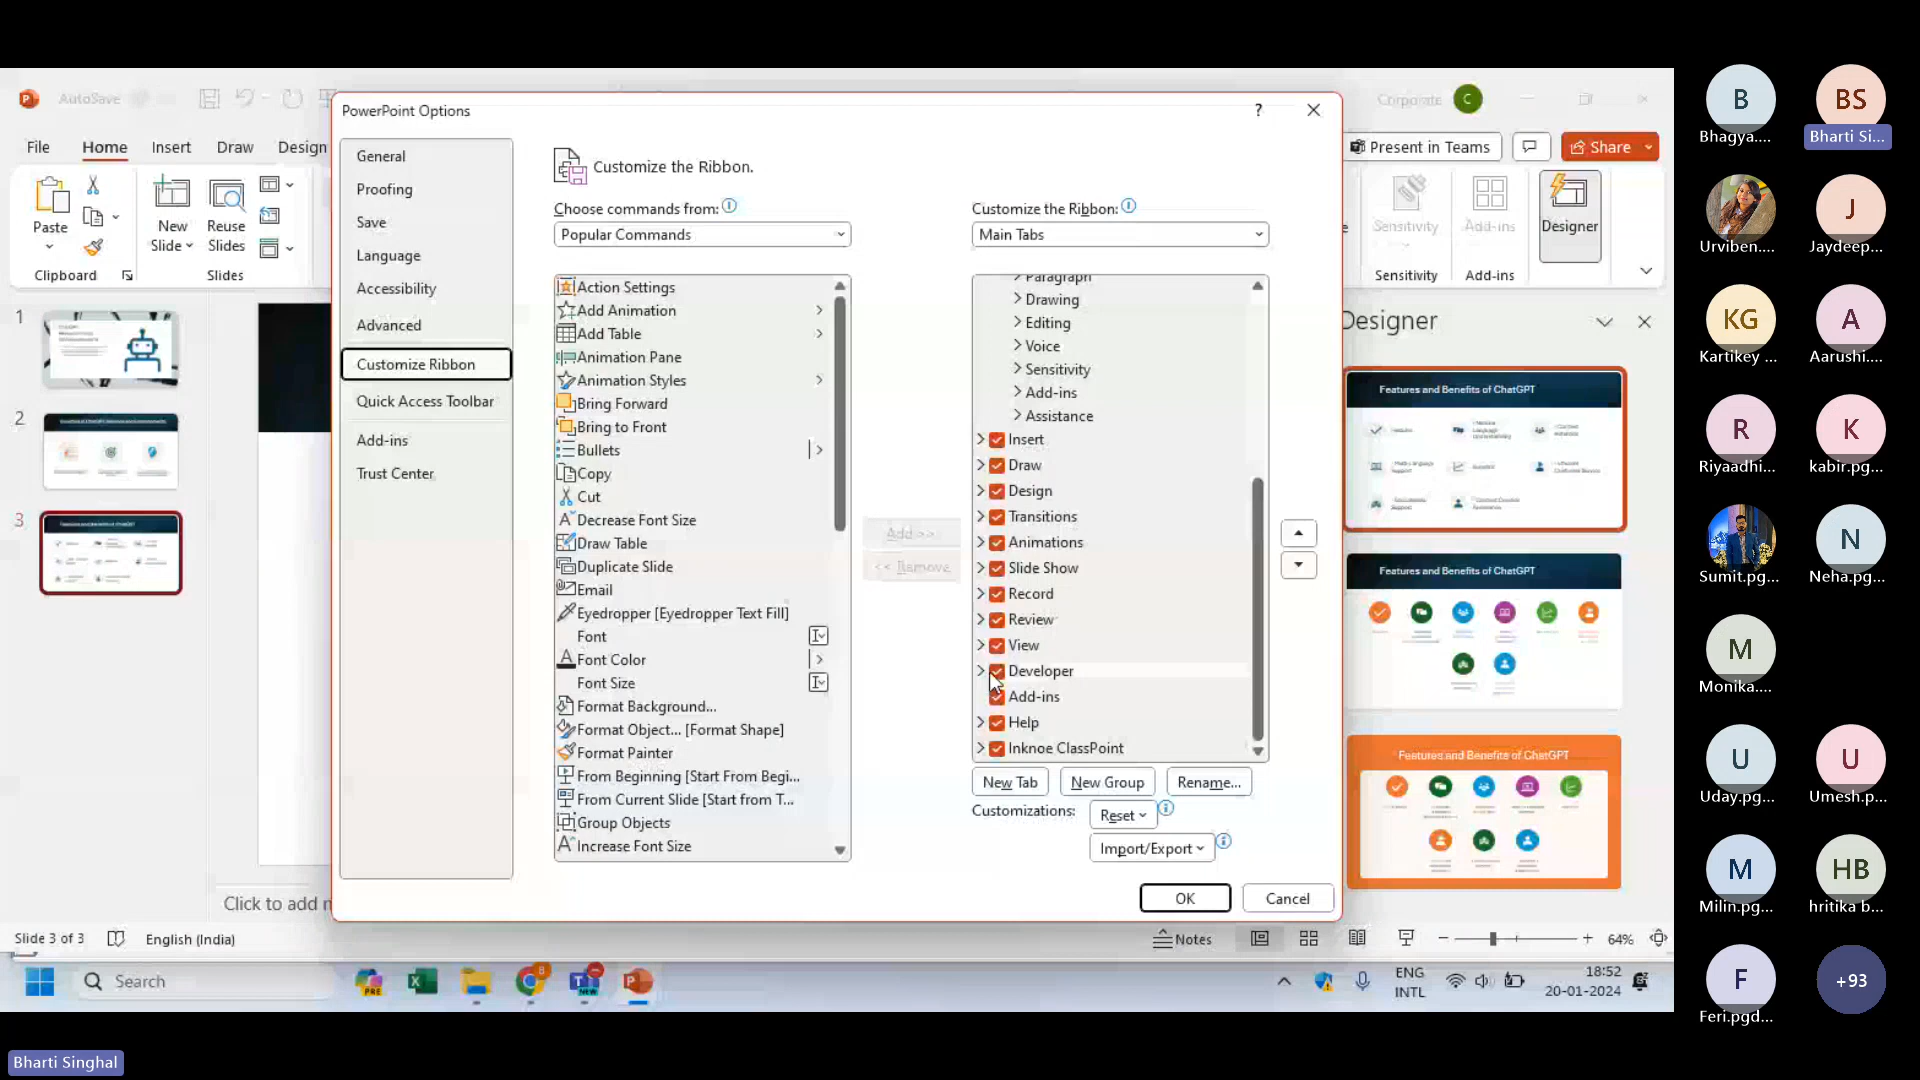 AutoSave
PowerPoint Options
?
Corporate
C
File
Home
Insert
Draw
Design
Present in Teams
Share
Paste
New
Slide
Reuse
Slides
Clipboard
Slides
Sensitivity
Add-ins
Designer
Sensitivity
Add-ins
General
Proofing
Save
Language
Accessibility
Advanced
Customize Ribbon
Quick Access Toolbar
Add-ins
Trust Center
Customize the Ribbon.
Choose commands from:
Popular Commands
Action Settings
Add Animation
Add Table
Animation Pane
Animation Styles
Bring Forward
Bring to Front
Bullets
Copy
Cut
Decrease Font Size
Draw Table
Duplicate Slide
Email
Eyedropper [Eyedropper Text Fill]
Font
Font Color
Font Size
Format Background...
Format Object... [Format Shape]
Format Painter
From Beginning [Start From Begi...
From Current Slide [Start from T...
Group Objects
Increase Font Size
Add >>
<< Remove
Customize the Ribbon:
Main Tabs
Paragraph
Drawing
Editing
Voice
Sensitivity
Add-ins
Assistance
Insert
Draw
Design
Transitions
Animations
Slide Show
Record
Review
View
Developer
Add-ins
Help
Inknoe ClassPoint
New Tab
New Group
Rename...
Customizations:
Reset
Import/Export
OK
Cancel
1
2
3
Click to add n
Designer
Features and Benefits of ChatGPT
Features and Benefits of ChatGPT
Features and Benefits of ChatGPT
Slide 3 of 3
English (India)
Notes
64%
Search
ENG
INTL
18:52
20-01-2024
B
Bhagya....
BS
Bharti Si...
Urviben....
J
Jaydeep...
KG
Kartikey ...
A
Aarushi....
R
Riyaadhi...
K
kabir.pg...
Sumit.pg...
N
Neha.pg...
M
Monika....
U
Uday.pg...
U
Umesh.p...
M
Milin.pg...
HB
hritika b...
F
Feri.pgd...
+93
Bharti Singhal